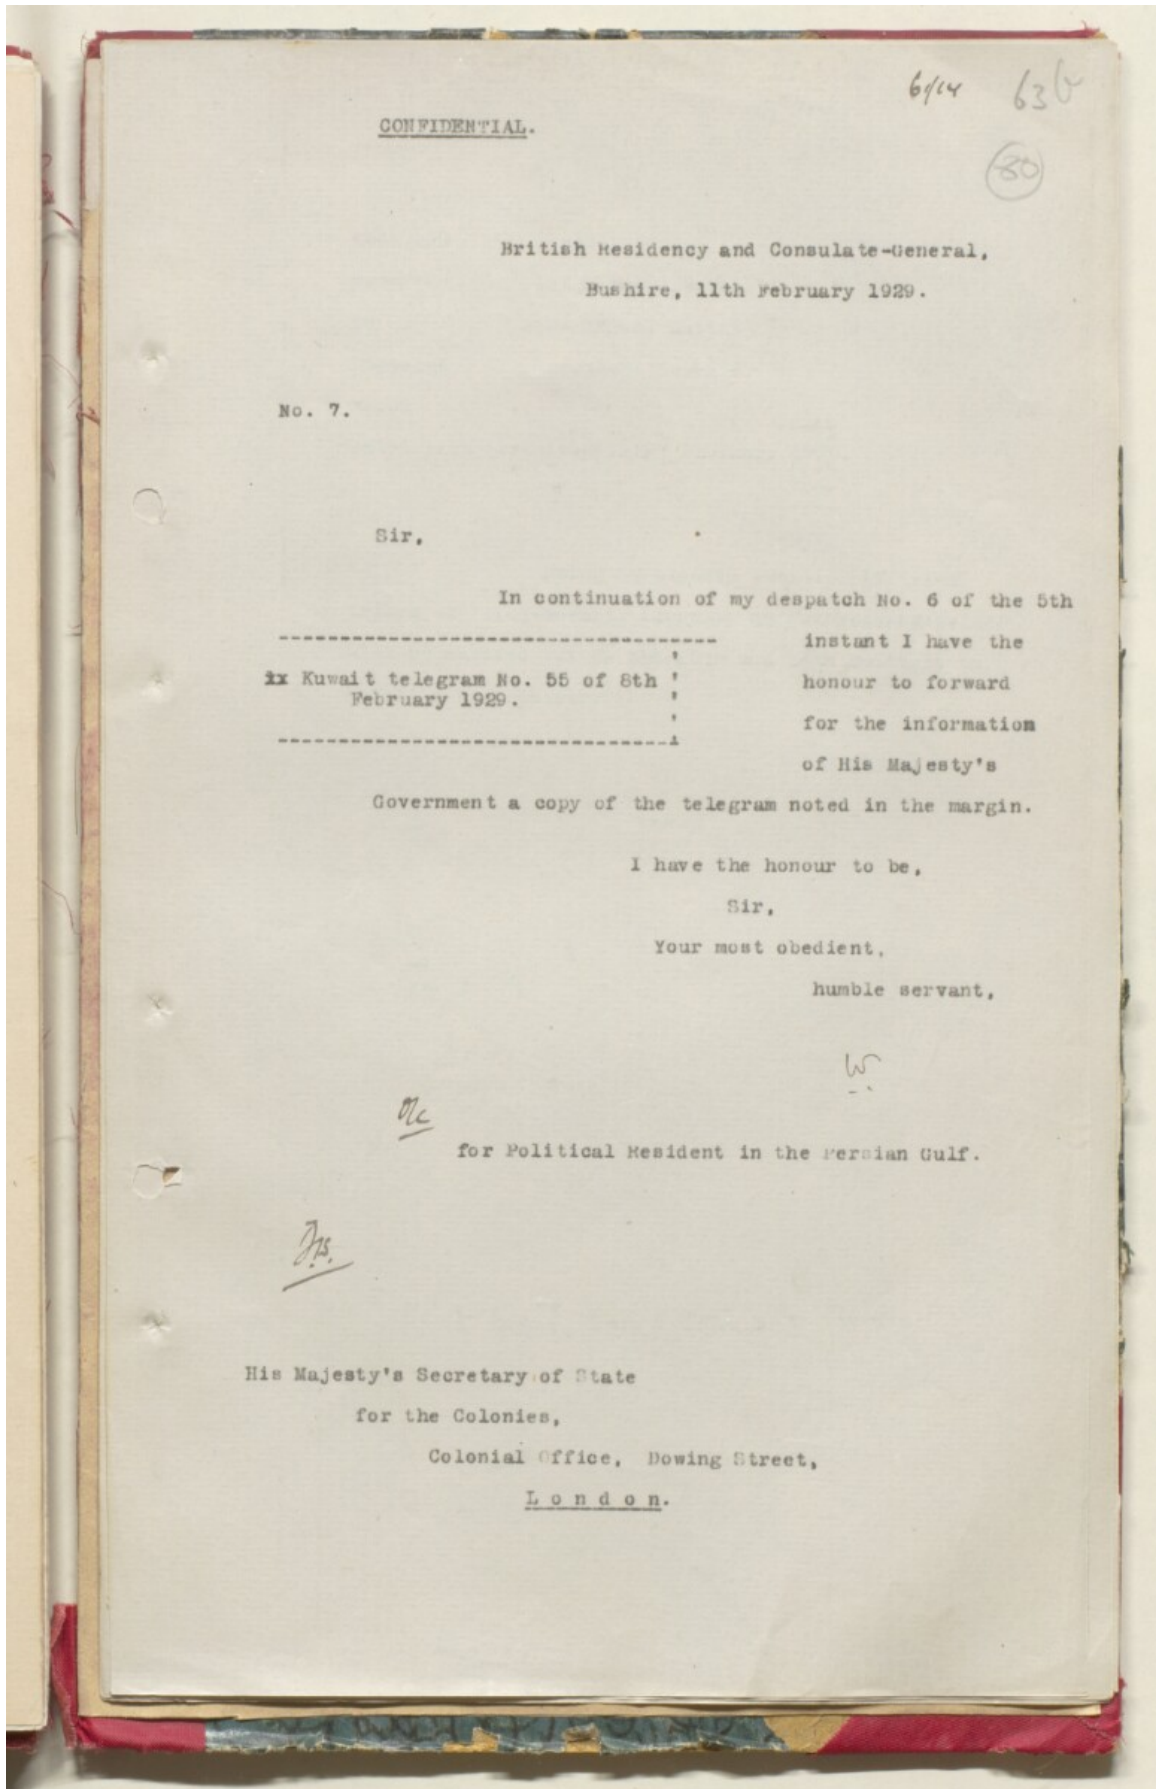 6/14 63
80
CONFIDENTIAL.
British Residency and Consulate-General,
Bushire, 11th February 1929.
No. 7.
Sir,
In continuation of my despatch No. 6 of the 5th
instant I have the
Kuwait telegram No. 55 of 8th
February 1929.
honour to forward
for the information
of His Majesty's
Government a copy of the telegram noted in the margin.
I have the honour to be,
Sir,
Your most obedient,
humble servant,
for Political Resident in the Persian Gulf.
His Majesty's Secretary of State
for the Colonies,
Colonial Office, Dowing Street,
London.